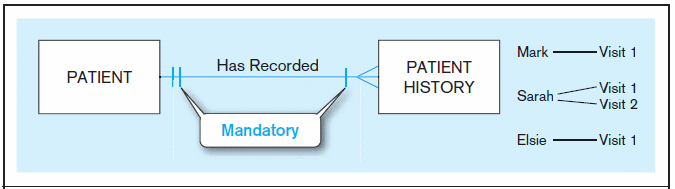 PATIENT
Has Recorded
Mandatory
PATIENT
HISTORY
Mark Visit 1
Sarah Visit 1
Visit 2
Elsie Visit 1